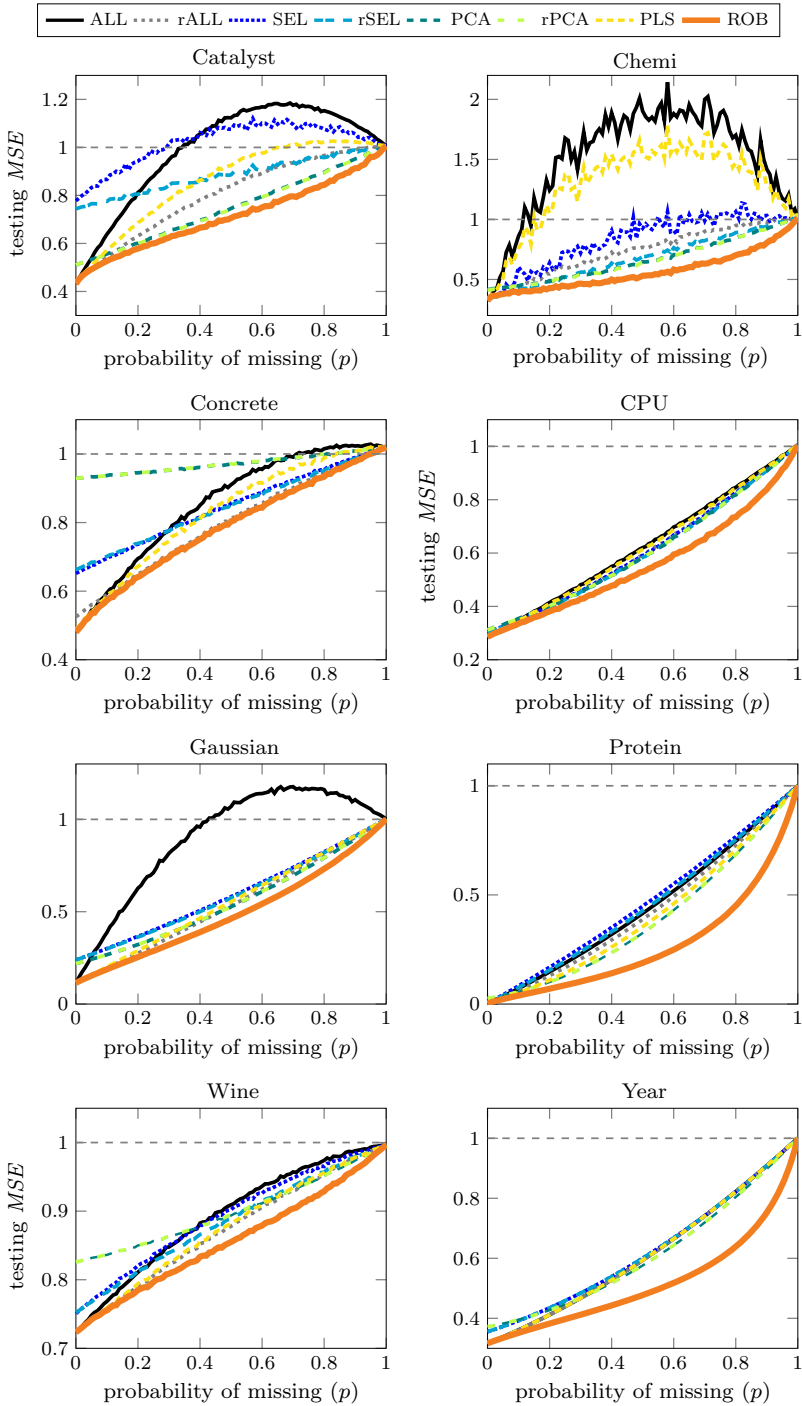 ALL rALL SEL rSEL PCA rPCA PLS ROB
Catalyst
testing MSE
1.2
1
0.8
0.6
0.4
0 0.2 0.4 0.6 0.8 1
probability of missing (p)
Chemi
2
1.5
1
0.5
0 0.2 0.4 0.6 0.8 1
probability of missing (p)
Concrete
1
0.8
0.6
0.4
0 0.2 0.4 0.6 0.8 1
probability of missing (p)
CPU
testing MSE
1
0.8
0.6
0.4
0.2
0 0.2 0.4 0.6 0.8 1
probability of missing (p)
Gaussian
1
0.5
0
0 0.2 0.4 0.6 0.8 1
probability of missing (p)
Protein
1
0.5
0
0 0.2 0.4 0.6 0.8 1
probability of missing (p)
Wine
testing MSE
1
0.9
0.8
0.7
0 0.2 0.4 0.6 0.8 1
probability of missing (p)
Year
1
0.8
0.6
0.4
0 0.2 0.4 0.6 0.8 1
probability of missing (p)